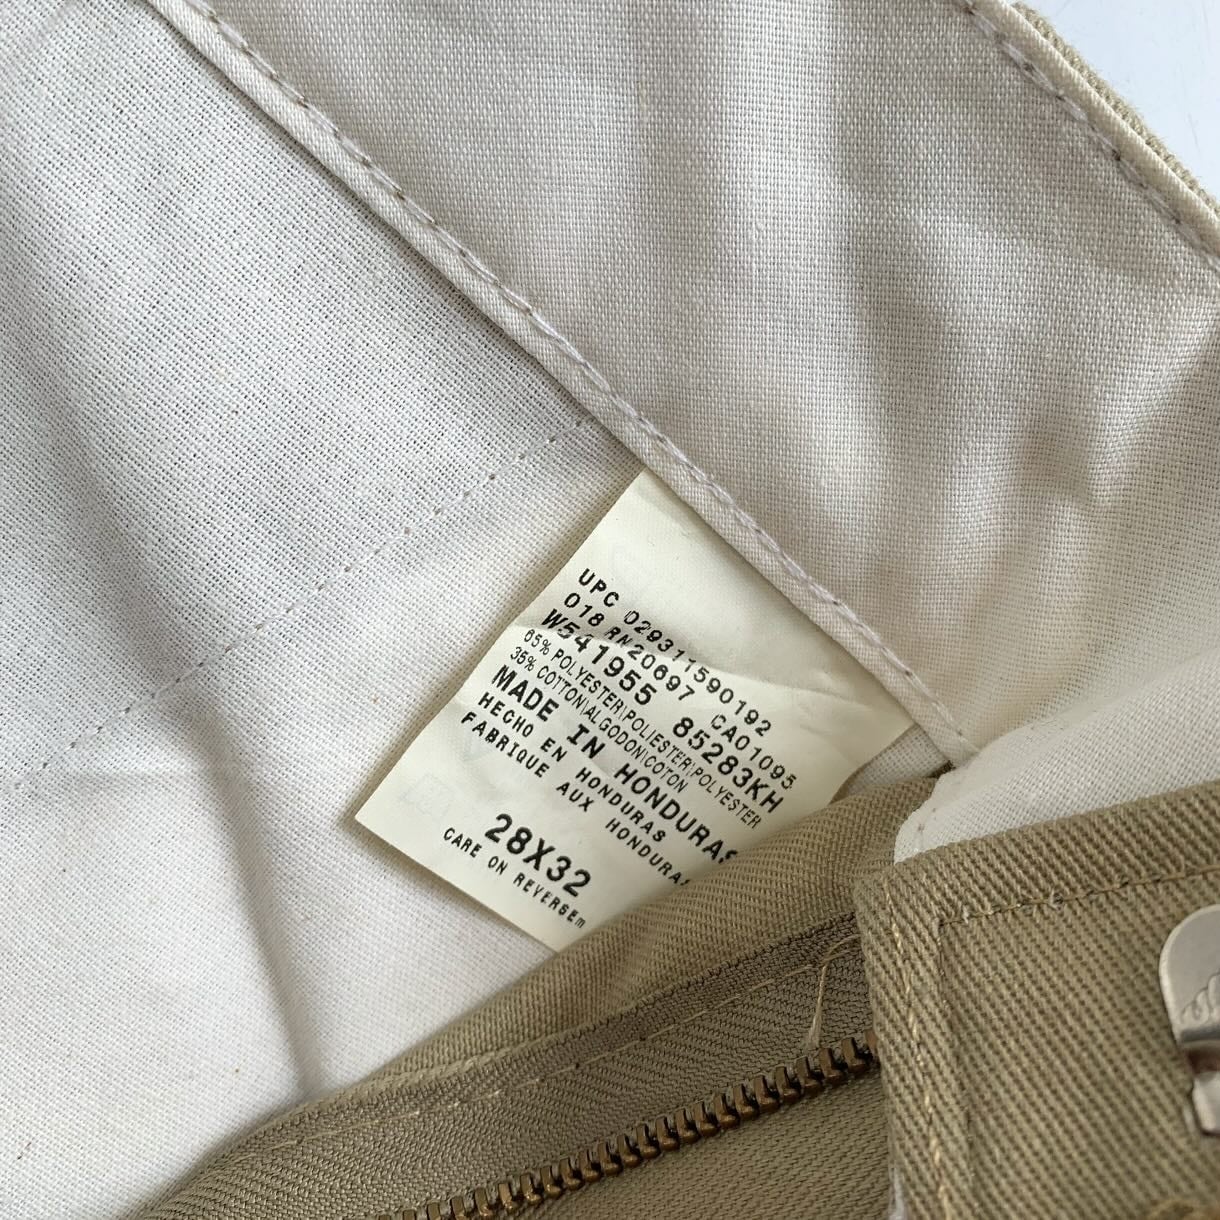 UPC 029311590192
018 RN20697 CA01095
W541955 85283KH
65% POLYESTER|POLIESTER|POLYESTER
35% COTTON|ALGODON|COTON
MADE IN HONDURAS
HECHO EN HONDURAS
FABRIQUE AUX HONDURAS
28X32
CARE ON REVERSEm